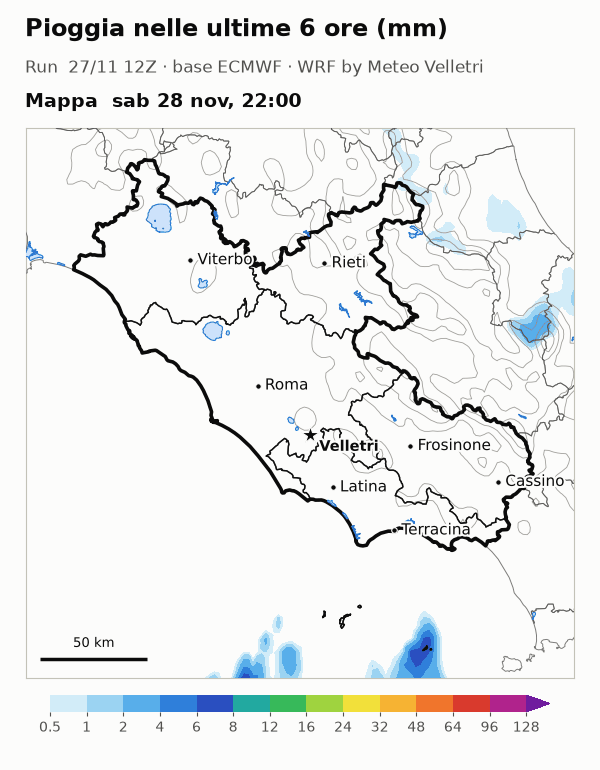 Pioggia nelle ultime 6 ore (mm)
Run  27/11 12Z · base ECMWF · WRF by Meteo Velletri
Mappa  sab 28 nov, 22:00
Viterbo
Rieti
Roma
Velletri
Frosinone
Cassino
Latina
Terracina
50 km
0.5 1 2 4 6 8 12 16 24 32 48 64 96 128